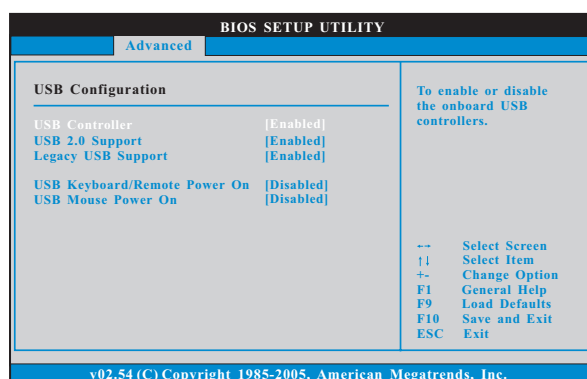 BIOS SETUP UTILITY
Advanced
USB Configuration
USB Controller [Enabled]
USB 2.0 Support [Enabled]
Legacy USB Support [Enabled]
USB Keyboard/Remote Power On [Disabled]
USB Mouse Power On [Disabled]
To enable or disable
the onboard USB
controllers.
←→ Select Screen
↑↓ Select Item
+- Change Option
F1 General Help
F9 Load Defaults
F10 Save and Exit
ESC Exit
v02.54 (C) Copyright 1985-2005, American Megatrends, Inc.